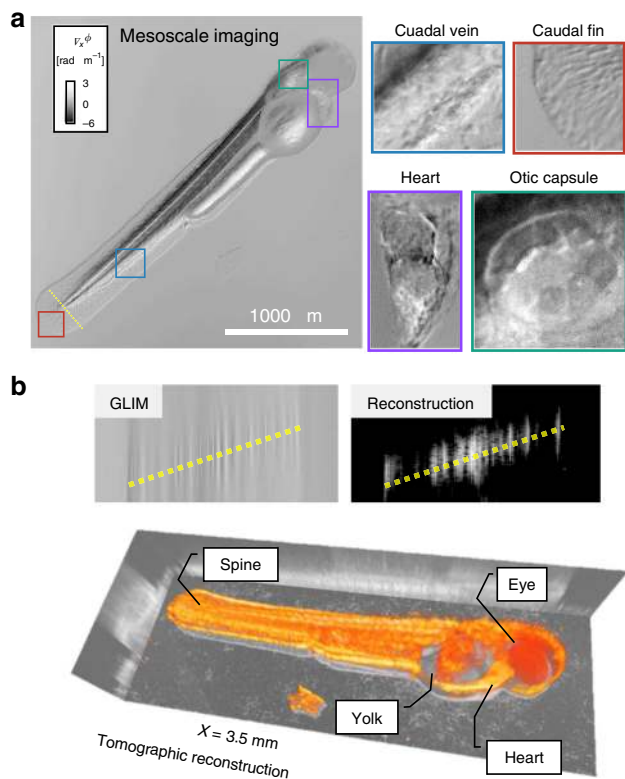 a
Mesoscale imaging
∇ₓϕ
[rad m⁻¹]
3
0
−6
1000 m
Cuadal vein
Caudal fin
Heart
Otic capsule
b
GLIM
Reconstruction
Spine
Eye
Yolk
Heart
X = 3.5 mm
Tomographic reconstruction